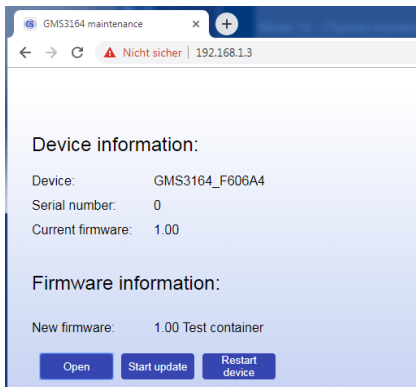 GMS3164 maintenance
Nicht sicher | 192.168.1.3
Device information:
Device: GMS3164_F606A4
Serial number: 0
Current firmware: 1.00
Firmware information:
New firmware: 1.00 Test container
Open Start update Restart device